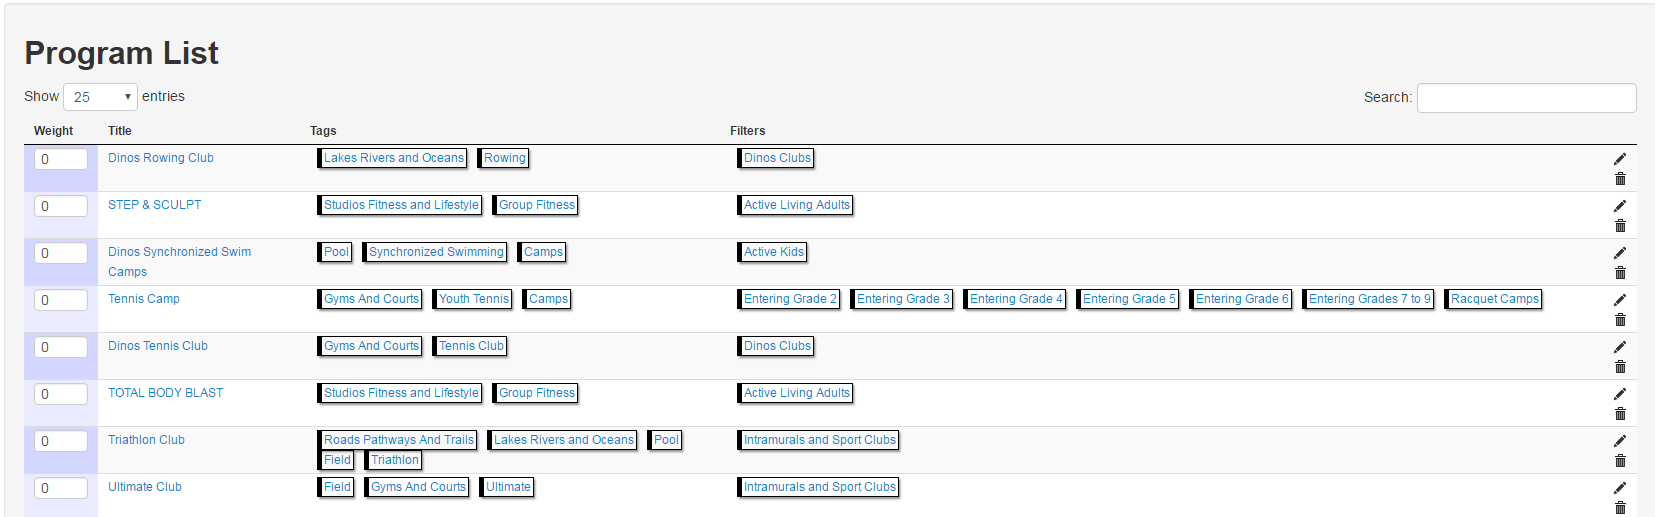 Program List
Show 25 entries Search:
Weight Title Tags Filters
0 Dinos Rowing Club Lakes Rivers and Oceans Rowing Dinos Clubs
0 STEP & SCULPT Studios Fitness and Lifestyle Group Fitness Active Living Adults
0 Dinos Synchronized Swim Pool Synchronized Swimming Camps Active Kids
Camps
0 Tennis Camp Gyms And Courts Youth Tennis Camps Entering Grade 2 Entering Grade 3 Entering Grade 4 Entering Grade 5 Entering Grade 6 Entering Grades 7 to 9 Racquet Camps
0 Dinos Tennis Club Gyms And Courts Tennis Club Dinos Clubs
0 TOTAL BODY BLAST Studios Fitness and Lifestyle Group Fitness Active Living Adults
0 Triathlon Club Roads Pathways And Trails Lakes Rivers and Oceans Pool Intramurals and Sport Clubs
Field Triathlon
0 Ultimate Club Field Gyms And Courts Ultimate Intramurals and Sport Clubs